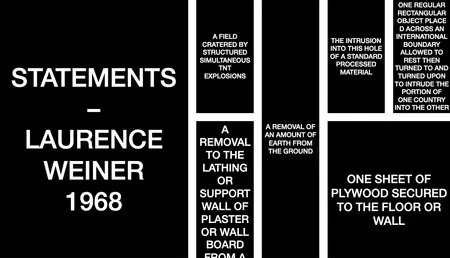 STATEMENTS
–
LAURENCE
WEINER
1968
A FIELD
CRATERED BY
STRUCTURED
SIMULTANEOUS
TNT
EXPLOSIONS
A
REMOVAL
TO THE
LATHING
OR
SUPPORT
WALL OF
PLASTER
OR WALL
BOARD
FROM A
A REMOVAL OF
AN AMOUNT OF
EARTH FROM
THE GROUND
THE INTRUSION
INTO THIS HOLE
OF A STANDARD
PROCESSED
MATERIAL
ONE REGULAR
RECTANGULAR
OBJECT PLACE
D ACROSS AN
INTERNATIONAL
BOUNDARY
ALLOWED TO
REST THEN
TURNED TO AND
TURNED UPON
TO INTRUDE THE
PORTION OF
ONE COUNTRY
INTO THE OTHER
ONE SHEET OF
PLYWOOD SECURED
TO THE FLOOR OR
WALL